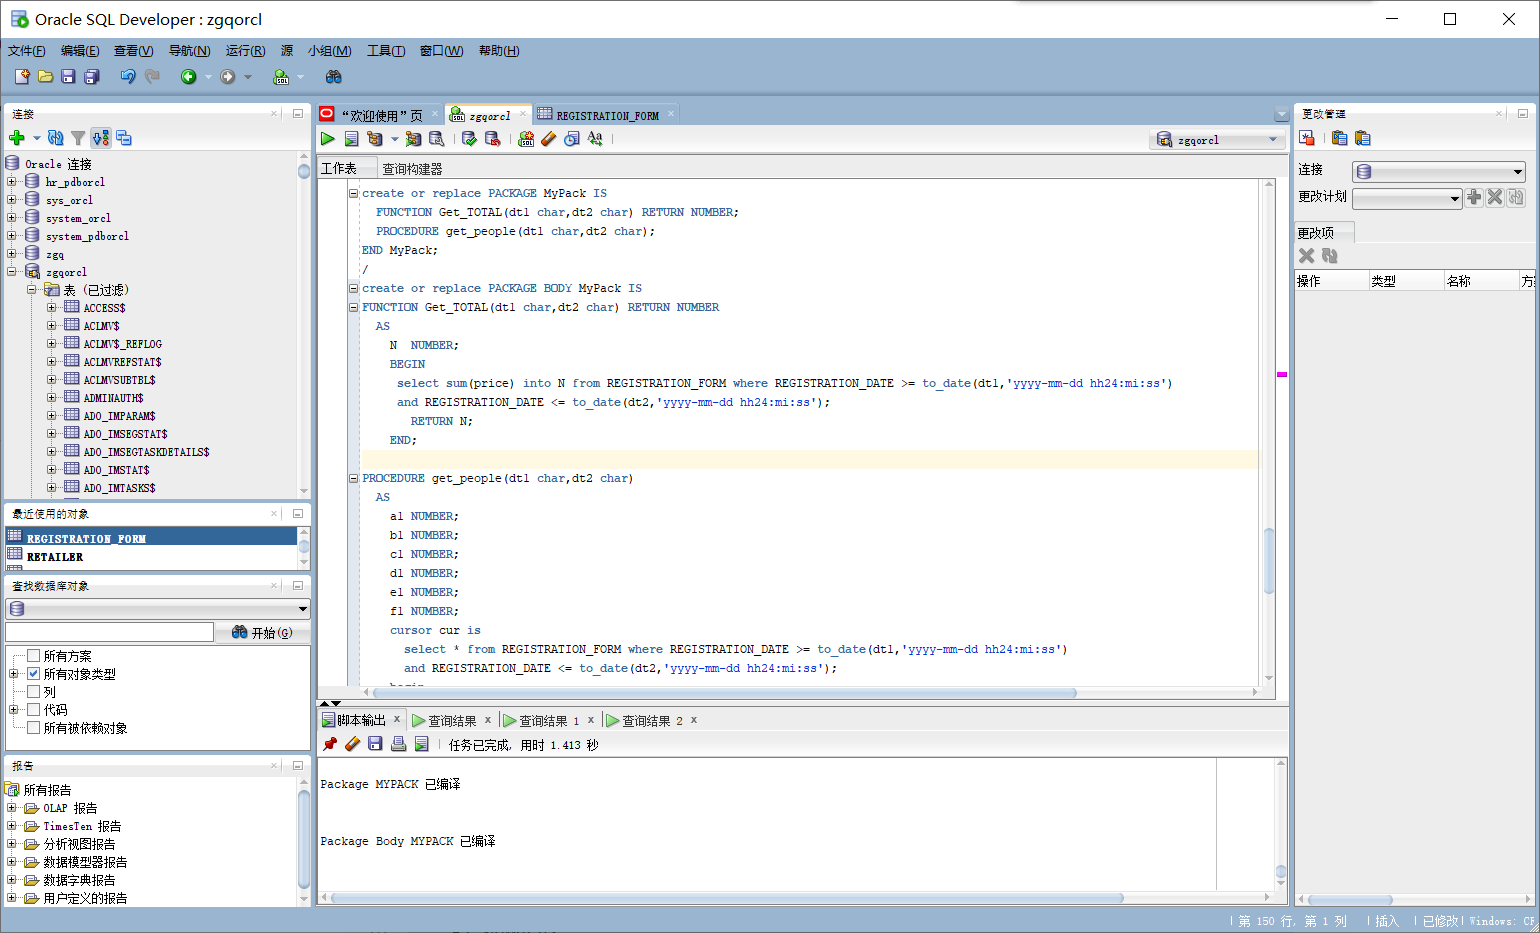 Oracle SQL Developer : zgqorcl
文件(F) 编辑(E) 查看(V) 导航(N) 运行(R) 源 小组(M) 工具(T) 窗口(W) 帮助(H)
连接
Oracle 连接
hr_pdborcl
sys_orcl
system_orcl
system_pdborcl
zgq
zgqorcl
表 (已过滤)
ACCESS$
ACLMV$
ACLMV$_REFLOG
ACLMVREFSTAT$
ACLMVSUBTBL$
ADMINAUTH$
ADO_IMPARAM$
ADO_IMSEGSTAT$
ADO_IMSEGTASKDETAILS$
ADO_IMSTAT$
ADO_IMTASKS$
最近使用的对象
REGISTRATION_FORM
RETAILER
查找数据库对象
开始(G)
所有方案
所有对象类型
列
代码
所有被依赖对象
报告
所有报告
OLAP 报告
TimesTen 报告
分析视图报告
数据模型器报告
数据字典报告
用户定义的报告
“欢迎使用”页 zgqorcl REGISTRATION_FORM
zgqorcl
工作表 查询构建器
create or replace PACKAGE MyPack IS
FUNCTION Get_TOTAL(dt1 char,dt2 char) RETURN NUMBER;
PROCEDURE get_people(dt1 char,dt2 char);
END MyPack;
/
create or replace PACKAGE BODY MyPack IS
FUNCTION Get_TOTAL(dt1 char,dt2 char) RETURN NUMBER
AS
N NUMBER;
BEGIN
select sum(price) into N from REGISTRATION_FORM where REGISTRATION_DATE >= to_date(dt1,'yyyy-mm-dd hh24:mi:ss')
and REGISTRATION_DATE <= to_date(dt2,'yyyy-mm-dd hh24:mi:ss');
RETURN N;
END;
PROCEDURE get_people(dt1 char,dt2 char)
AS
a1 NUMBER;
b1 NUMBER;
c1 NUMBER;
d1 NUMBER;
e1 NUMBER;
f1 NUMBER;
cursor cur is
select * from REGISTRATION_FORM where REGISTRATION_DATE >= to_date(dt1,'yyyy-mm-dd hh24:mi:ss')
and REGISTRATION_DATE <= to_date(dt2,'yyyy-mm-dd hh24:mi:ss');
脚本输出 查询结果 查询结果 1 查询结果 2
任务已完成, 用时 1.413 秒
Package MYPACK 已编译
Package Body MYPACK 已编译
更改管理
连接
更改计划
更改项
操作 类型 名称 方
第 150 行, 第 1 列 插入 已修改 Windows: CR